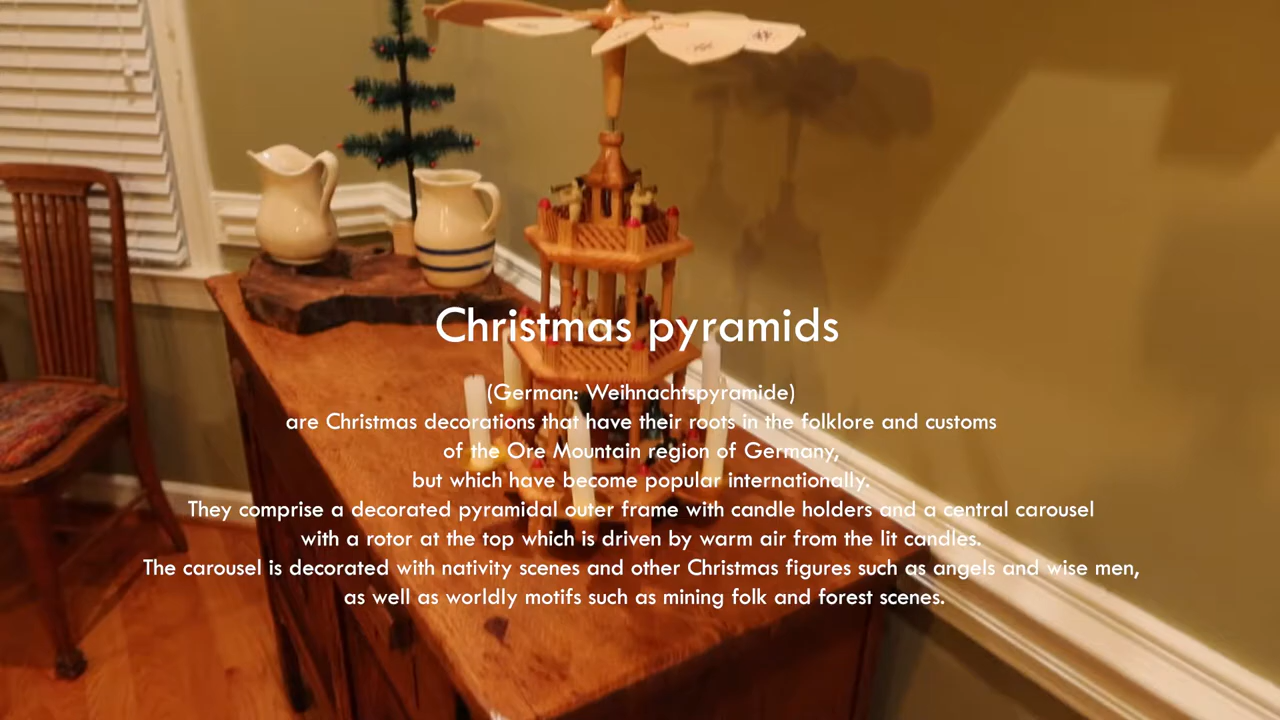 Christmas pyramids
(German: Weihnachtspyramide)
are Christmas decorations that have their roots in the folklore and customs
of the Ore Mountain region of Germany,
but which have become popular internationally.
They comprise a decorated pyramidal outer frame with candle holders and a central carousel
with a rotor at the top which is driven by warm air from the lit candles.
The carousel is decorated with nativity scenes and other Christmas figures such as angels and wise men,
as well as worldly motifs such as mining folk and forest scenes.